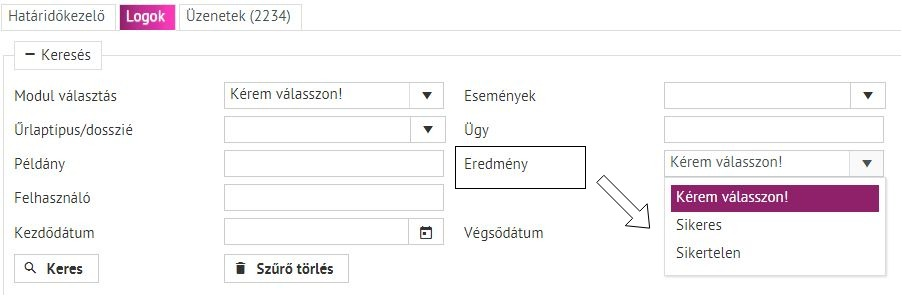 Határidőkezelő Logok Üzenetek (2234)
Keresés
Modul választás Kérem válasszon! Események
Űrlaptípus/dosszié Ügy
Példány Eredmény Kérem válasszon!
Felhasználó Kérem válasszon!
Sikeres
Kezdődátum Végsődátum
Sikertelen
Keres Szűrő törlés